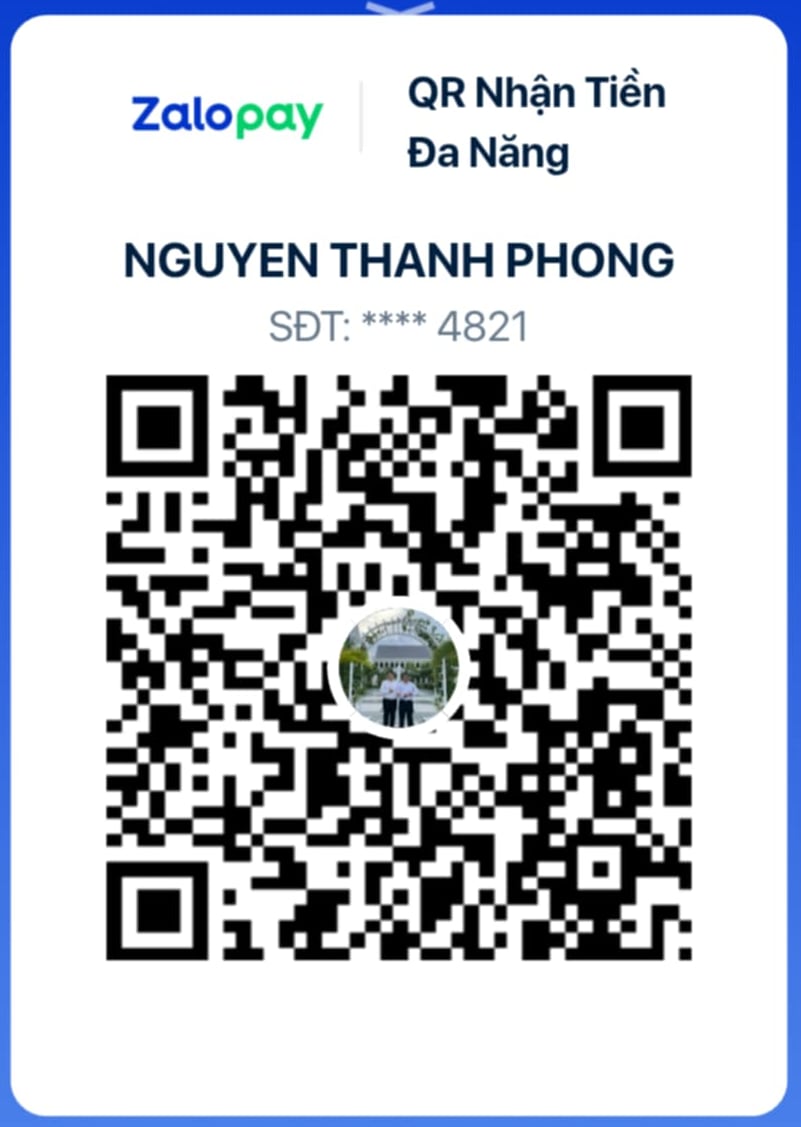 Zalopay
QR Nhận Tiền
Đa Năng
NGUYEN THANH PHONG
SĐT: **** 4821